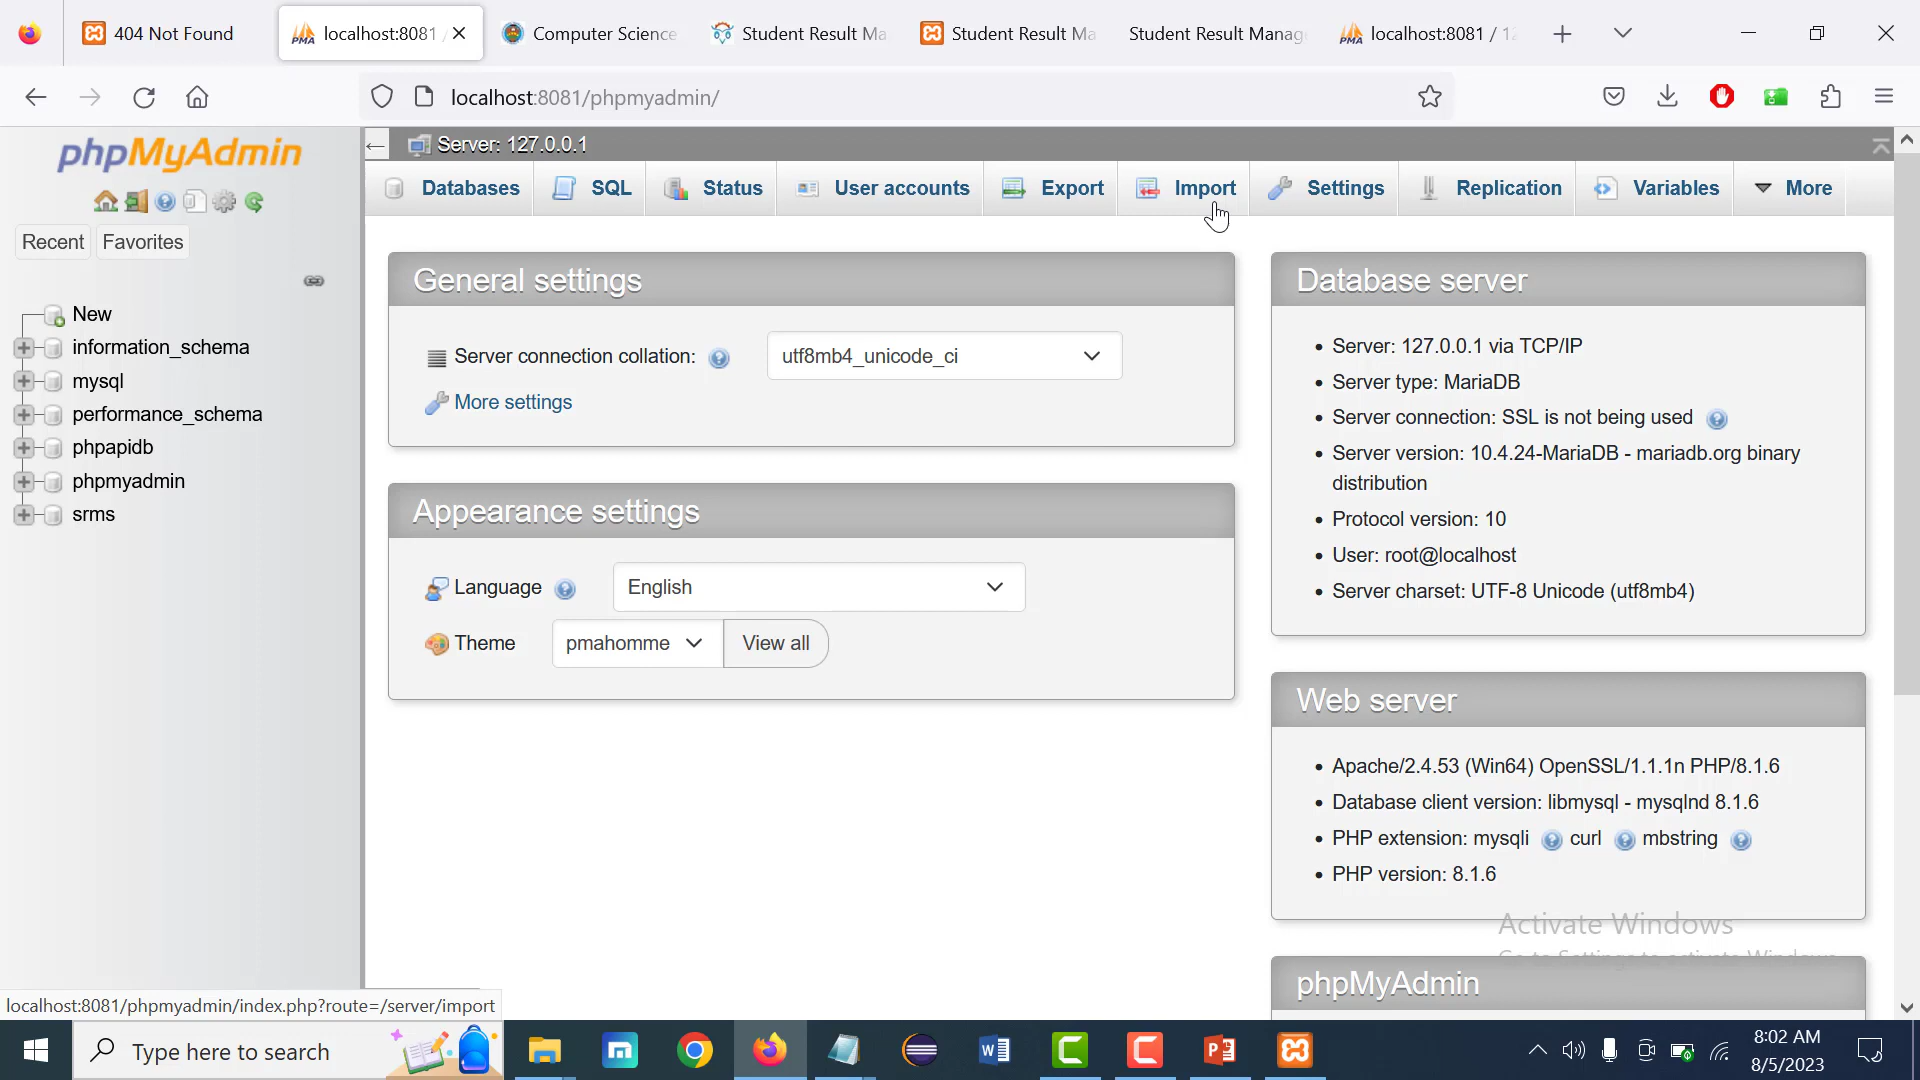 404 Not Found
localhost:8081
Computer Science
Student Result Ma
Student Result Ma
Student Result Manag
localhost:8081 / 12
localhost:8081/phpmyadmin/
phpMyAdmin
Server: 127.0.0.1
Databases
SQL
Status
User accounts
Export
Import
Settings
Replication
Variables
More
Recent
Favorites
New
information_schema
mysql
performance_schema
phpapidb
phpmyadmin
srms
General settings
Server connection collation:
utf8mb4_unicode_ci
More settings
Appearance settings
Language
English
Theme
pmahomme
View all
Database server
Server: 127.0.0.1 via TCP/IP
Server type: MariaDB
Server connection: SSL is not being used
Server version: 10.4.24-MariaDB - mariadb.org binary
distribution
Protocol version: 10
User: root@localhost
Server charset: UTF-8 Unicode (utf8mb4)
Web server
Apache/2.4.53 (Win64) OpenSSL/1.1.1n PHP/8.1.6
Database client version: libmysql - mysqlnd 8.1.6
PHP extension: mysqli curl mbstring
PHP version: 8.1.6
Activate Windows
phpMyAdmin
localhost:8081/phpmyadmin/index.php?route=/server/import
Type here to search
8:02 AM
8/5/2023